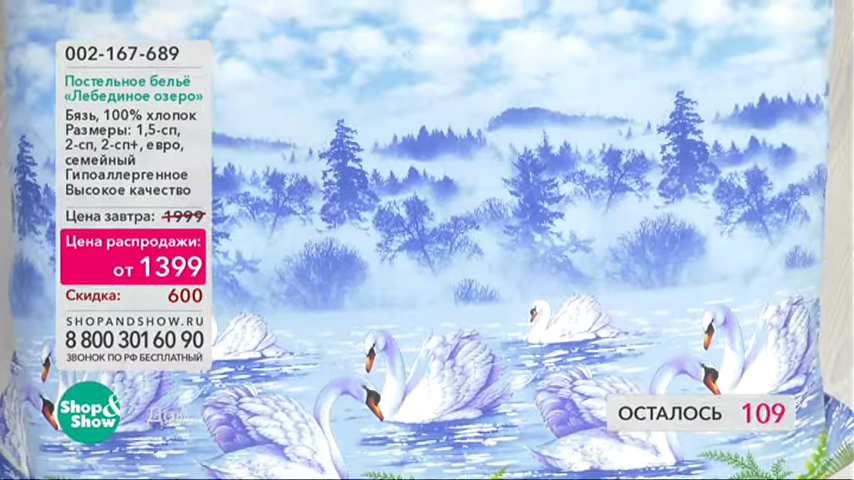 002-167-689
Постельное бельё
«Лебединое озеро»
Бязь, 100% хлопок
Размеры: 1,5-сп,
2-сп, 2-сп+, евро,
семейный
Гипоаллергенное
Высокое качество
Цена завтра: 1999
Цена распродажи:
от 1399
Скидка: 600
SHOPANDSHOW.RU
8 800 301 60 90
ЗВОНОК ПО РФ БЕСПЛАТНЫЙ
Shop&
Show
ОСТАЛОСЬ 109